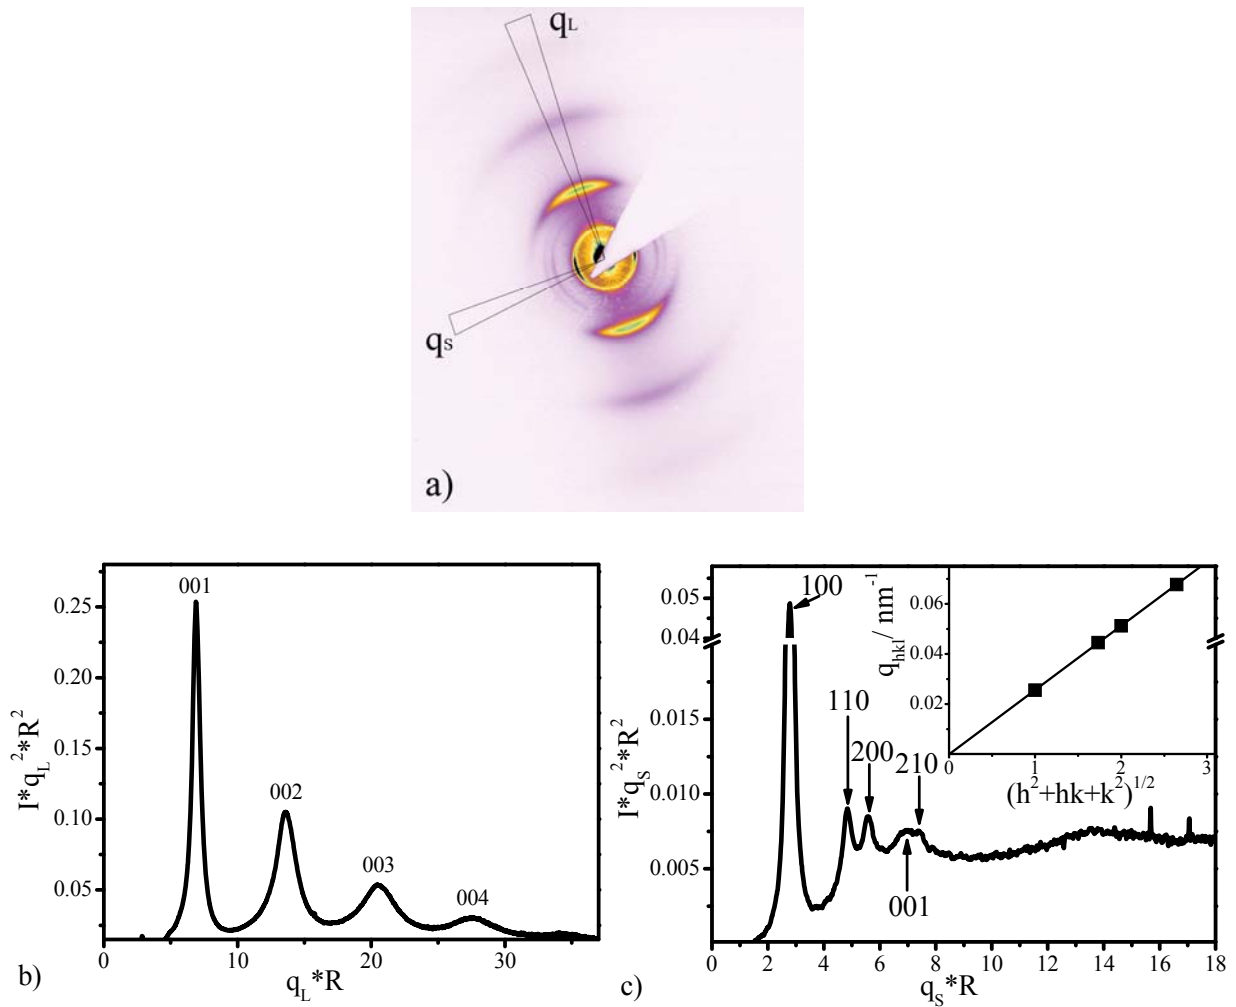 qL
qS
a)
001
002
003
004
0.25
0.20
0.15
0.10
0.05
I*qL²*R²
0 10 20 30
qL*R
b)
100
110
200
210
001
0.05
0.04
0.015
0.010
0.005
I*qS²*R²
0 2 4 6 8 10 12 14 16 18
qS*R
c)
qhkl/ nm⁻¹
0.06
0.04
0.02
0 1 2 3
(h²+hk+k²)¹/²